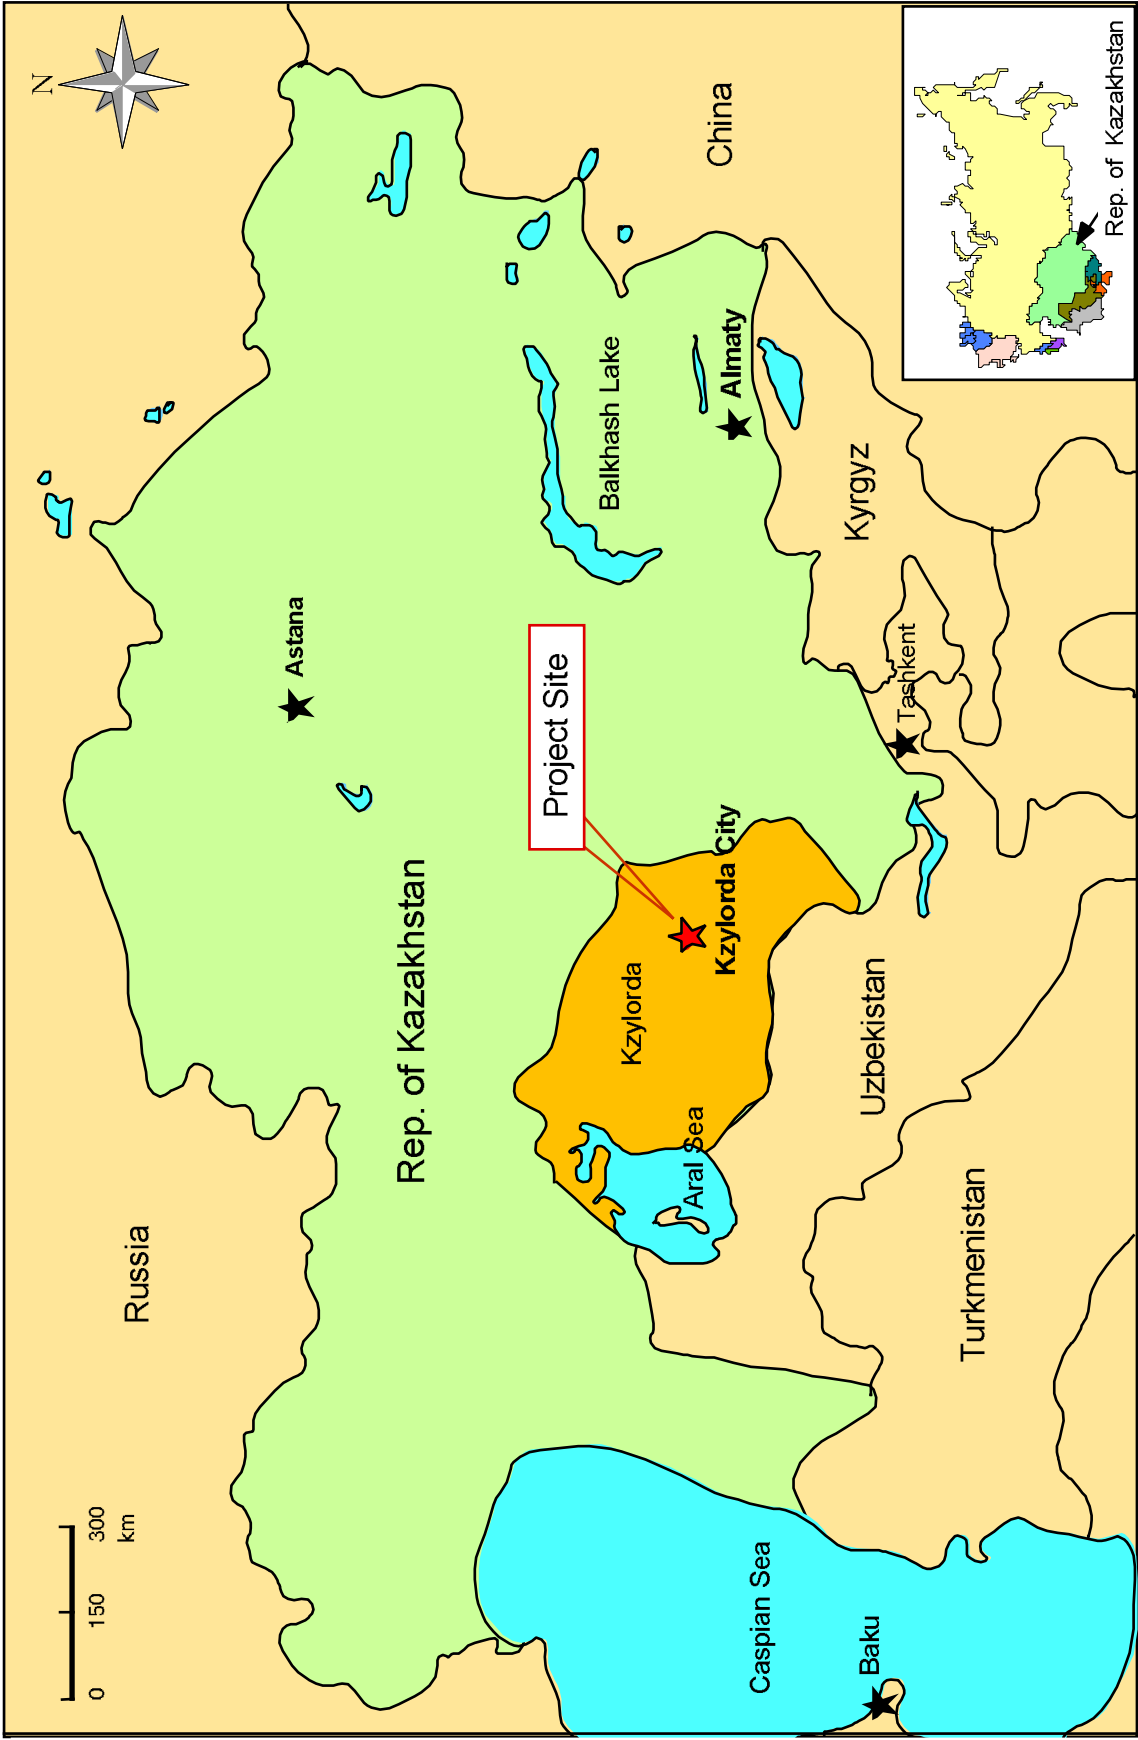 0 150 300
km
Russia
N
Astana
Rep. of Kazakhstan
Project Site
Balkhash Lake
China
Kzylorda
Kzylorda City
Almaty
Aral Sea
Caspian Sea
Baku
Uzbekistan
Kyrgyz
Tashkent
Turkmenistan
Rep. of Kazakhstan